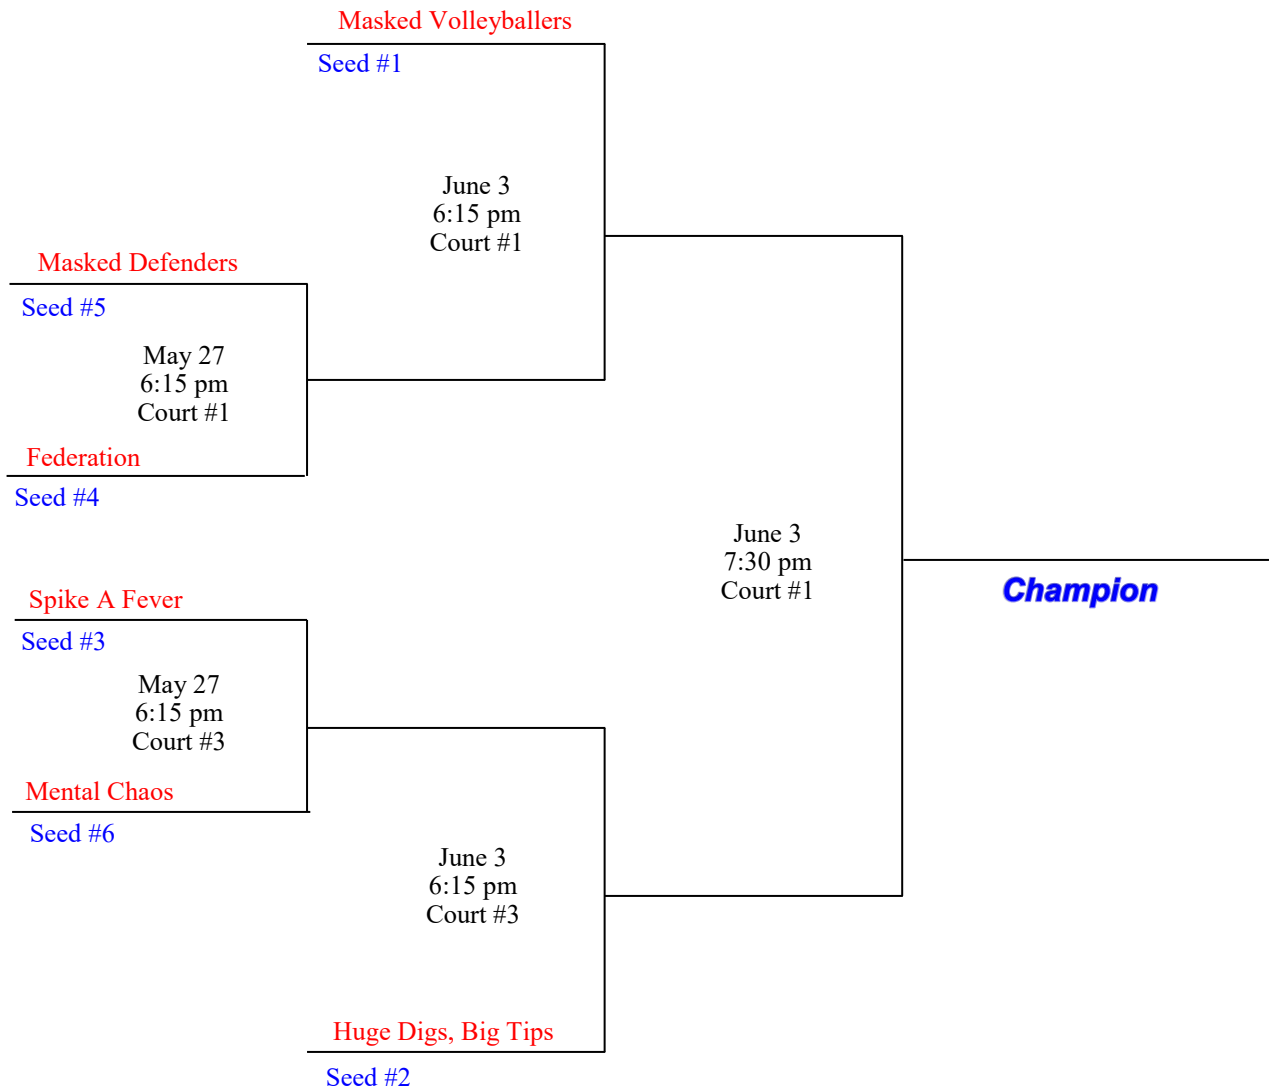 Masked Volleyballers
Seed #1
June 3
6:15 pm
Court #1
Masked Defenders
Seed #5
May 27
6:15 pm
Court #1
Federation
Seed #4
June 3
7:30 pm
Court #1
Champion
Spike A Fever
Seed #3
May 27
6:15 pm
Court #3
Mental Chaos
Seed #6
June 3
6:15 pm
Court #3
Huge Digs, Big Tips
Seed #2